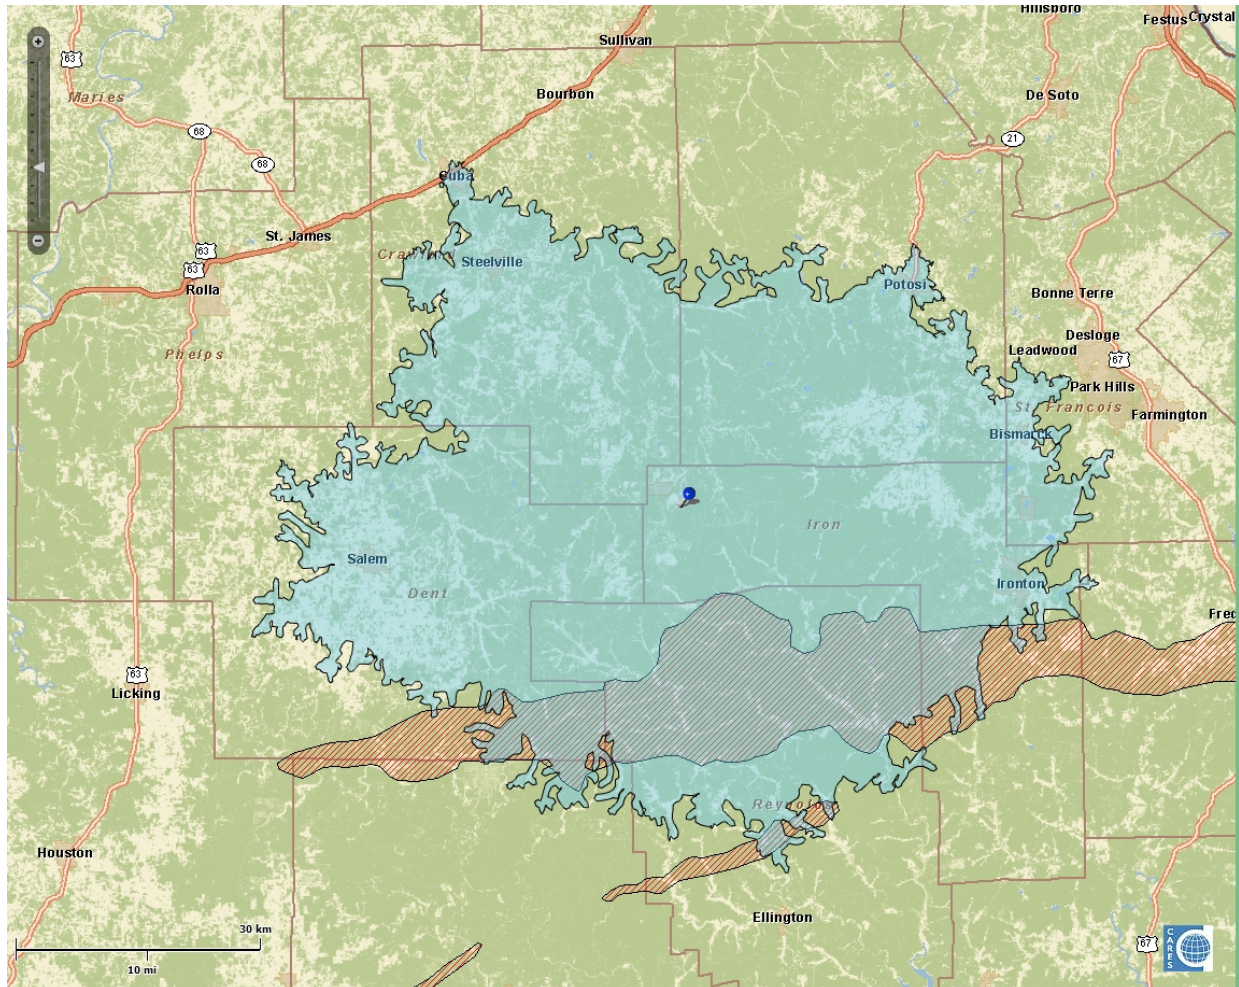 Hillsboro
Festus
Crystal
Sullivan
63
Maries
Bourbon
De Soto
68
21
68
Cuba
St. James
63
Crawford
Steelville
63
Rolla
Potosi
Bonne Terre
Desloge
Leadwood
67
Phelps
Park Hills
St. Francois
Farmington
Bismarck
Iron
Salem
Dent
Ironton
Fred
63
Licking
Reynolds
Houston
Ellington
30 km
10 mi
67
CARES